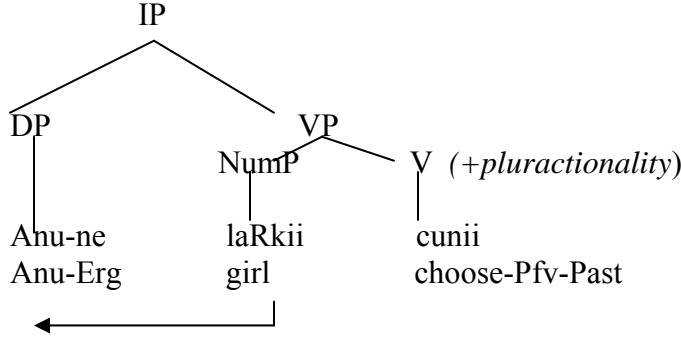 IP
DP VP
NumP V (+pluractionality)
Anu-ne laRkii cunii
Anu-Erg girl choose-Pfv-Past